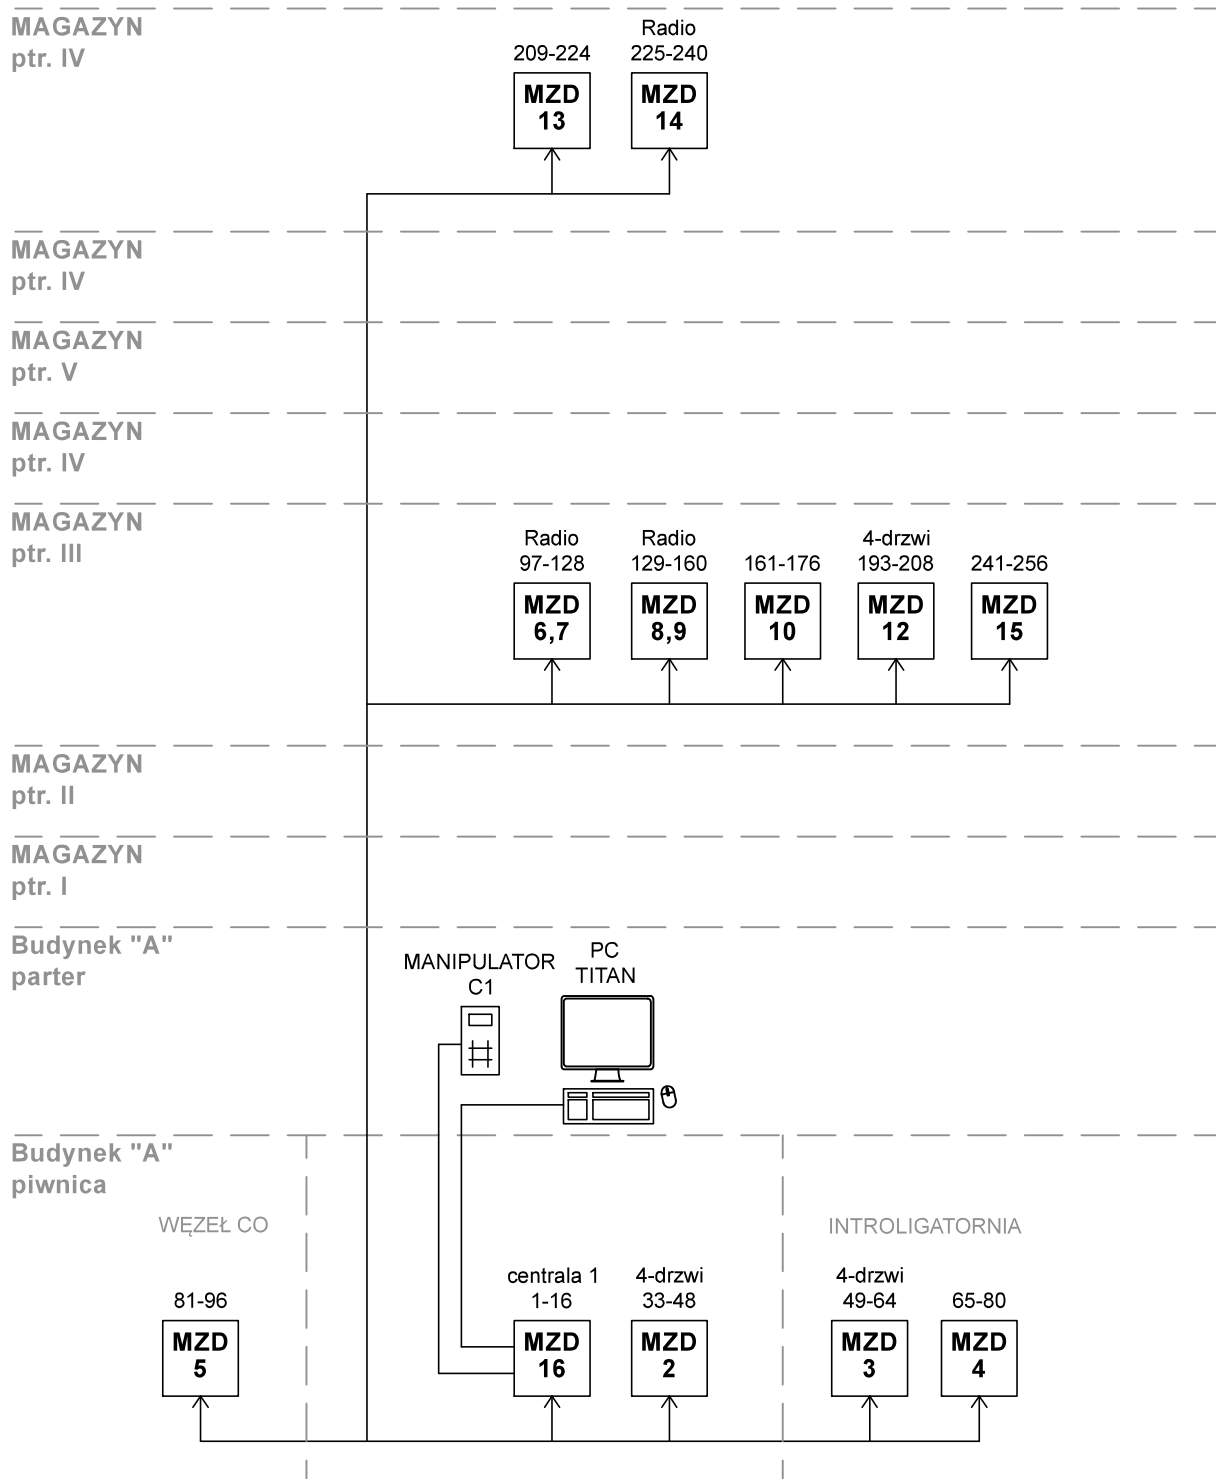 MAGAZYN
ptr. IV
209-224
MZD
13
Radio
225-240
MZD
14
MAGAZYN
ptr. IV
MAGAZYN
ptr. V
MAGAZYN
ptr. IV
MAGAZYN
ptr. III
Radio
97-128
MZD
6,7
Radio
129-160
MZD
8,9
161-176
MZD
10
4-drzwi
193-208
MZD
12
241-256
MZD
15
MAGAZYN
ptr. II
MAGAZYN
ptr. I
Budynek "A"
parter
MANIPULATOR
C1
PC
TITAN
Budynek "A"
piwnica
WĘZEŁ CO
81-96
MZD
5
centrala 1
1-16
MZD
16
4-drzwi
33-48
MZD
2
INTROLIGATORNIA
4-drzwi
49-64
MZD
3
65-80
MZD
4